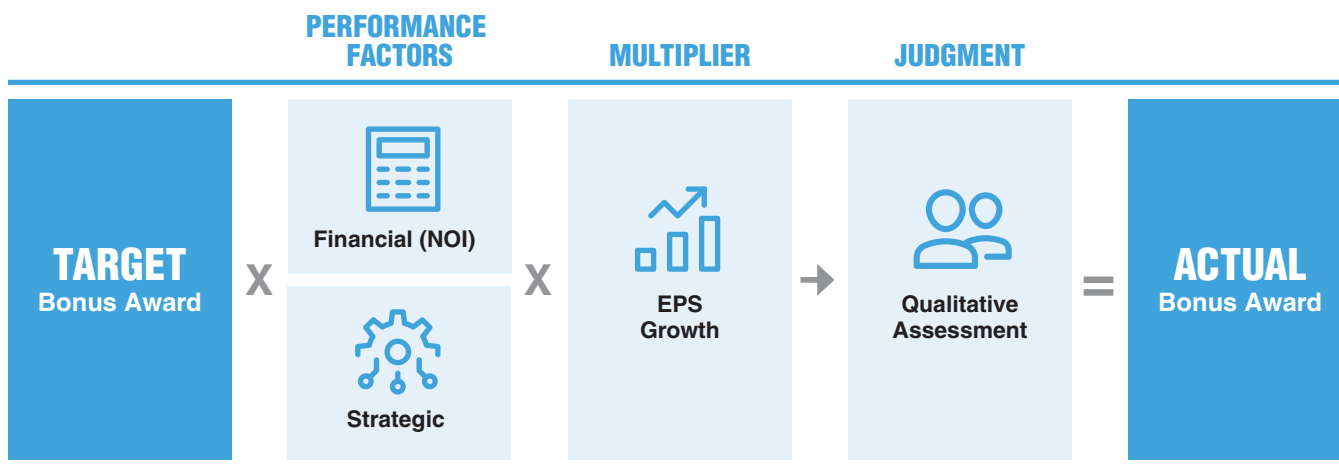 PERFORMANCE
FACTORS
MULTIPLIER
JUDGMENT
TARGET
Bonus Award
X
Financial (NOI)
Strategic
X
EPS
Growth
Qualitative
Assessment
=
ACTUAL
Bonus Award